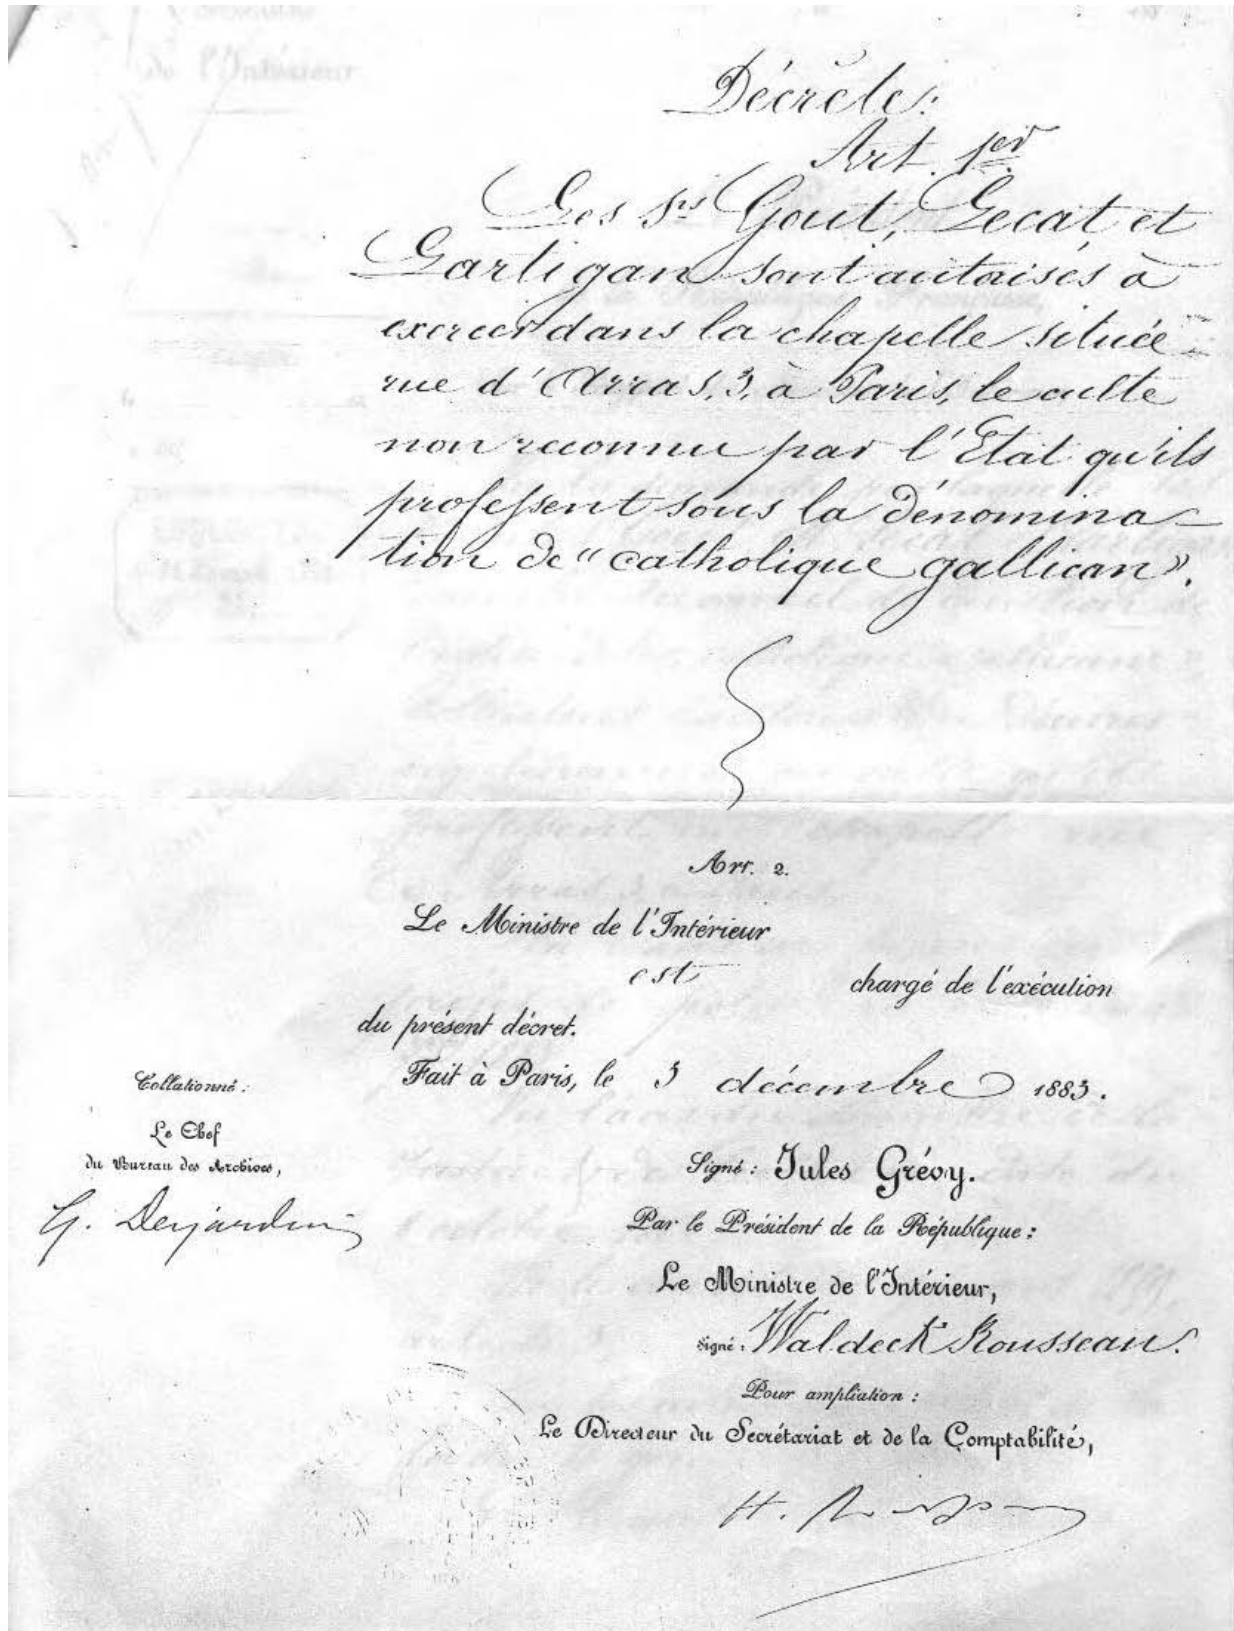 de l'Intérieur
Décrète:
Art. 1er
Les Srs Gout, Lecat, et
Lartigan sont autoisés à
exercer dans la chapelle située
rue d'Arras, 3, à Paris, le culte
non reconnu par l'Etat qu'ils
professent sous la dénomina-
tion de "catholique gallican".
Art. 2.
Le Ministre de l'Intérieur
est chargé de l'exécution
du présent décret.
Fait à Paris, le 3 décembre 1883.
Collationné:
Le Chef
du Bureau des Archives,
G. Desjardins
Signé: Jules Grévy.
Par le Président de la République:
Le Ministre de l'Intérieur,
signé: Waldeck Rousseau.
Pour ampliation:
Le Directeur du Secrétariat et de la Comptabilité,
H.